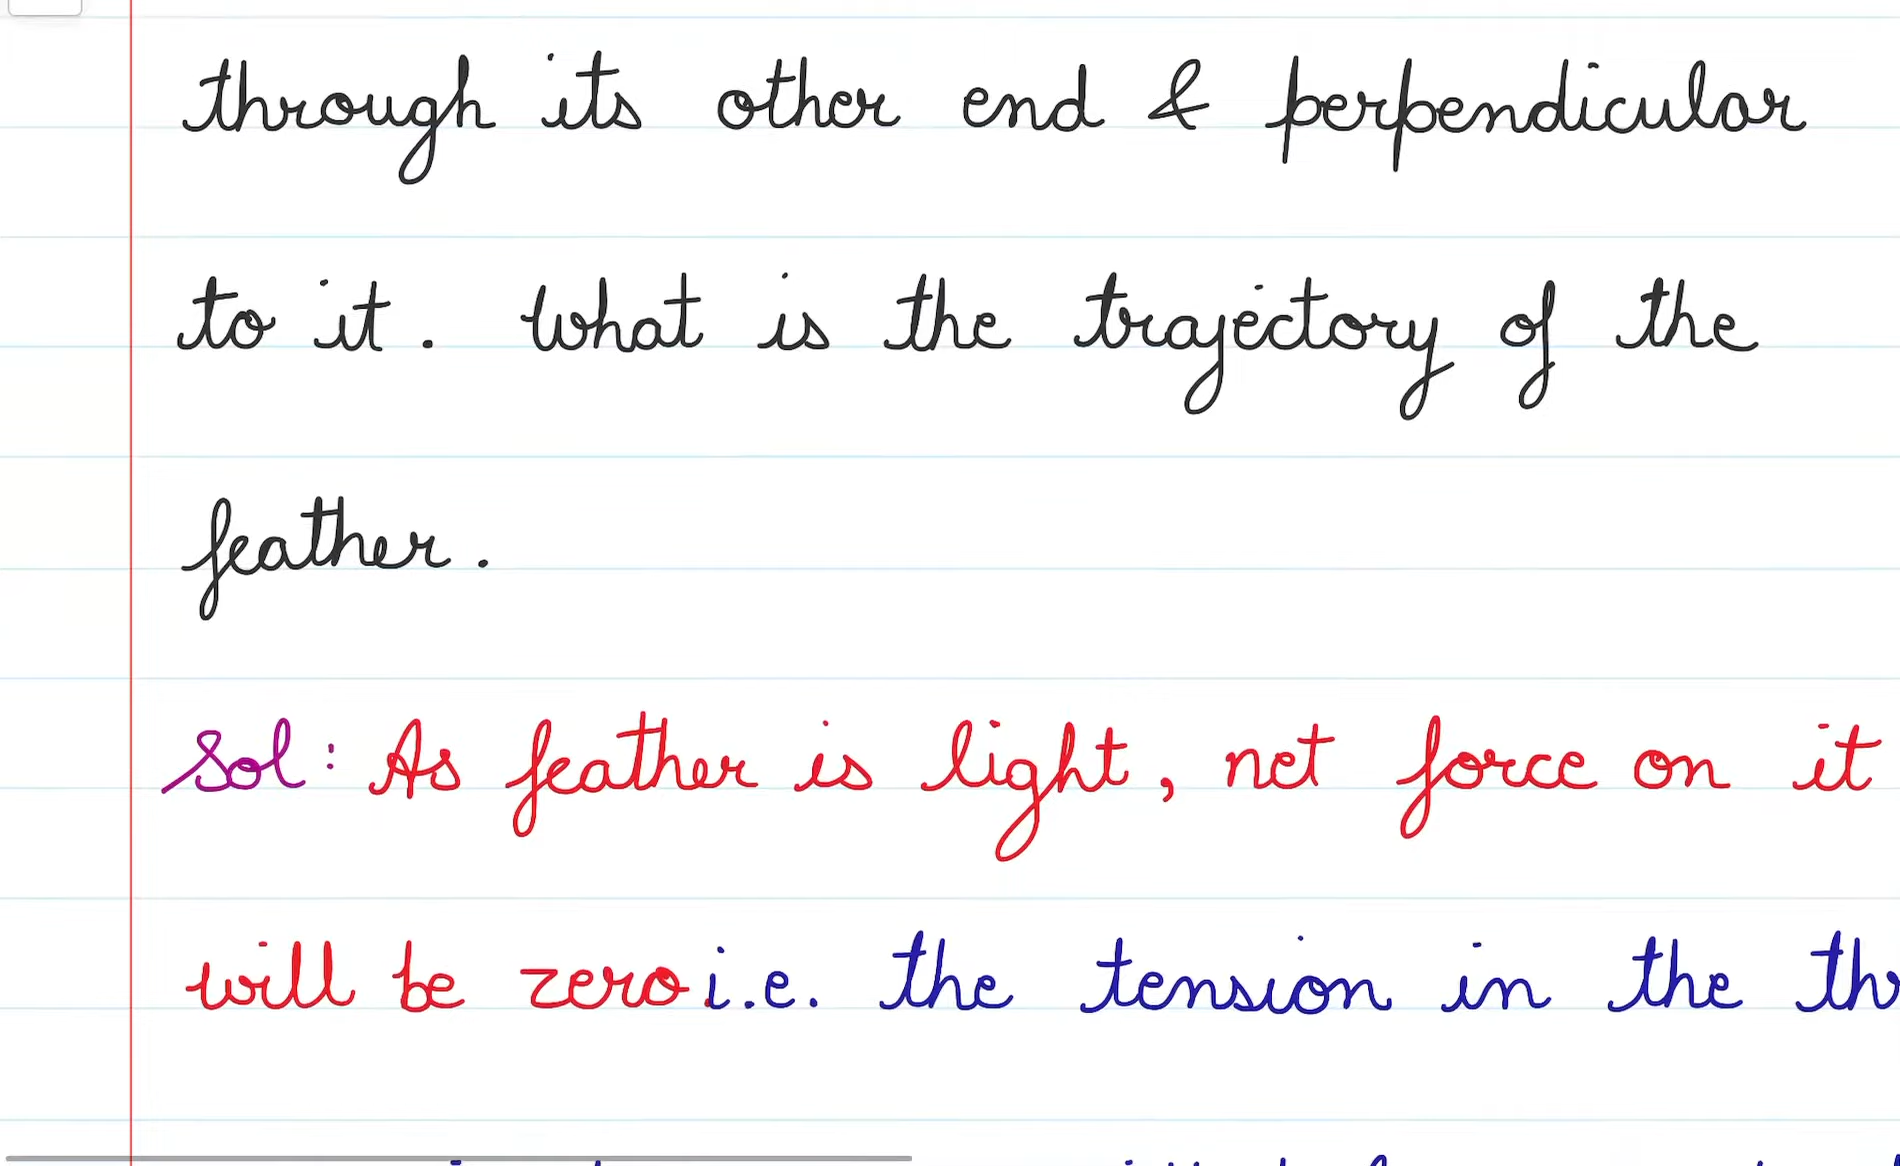 through its other end & perpendicular
to it. What is the trajectory of the
feather.
Sol: As feather is light, net force on it
will be zero i.e. the tension in the